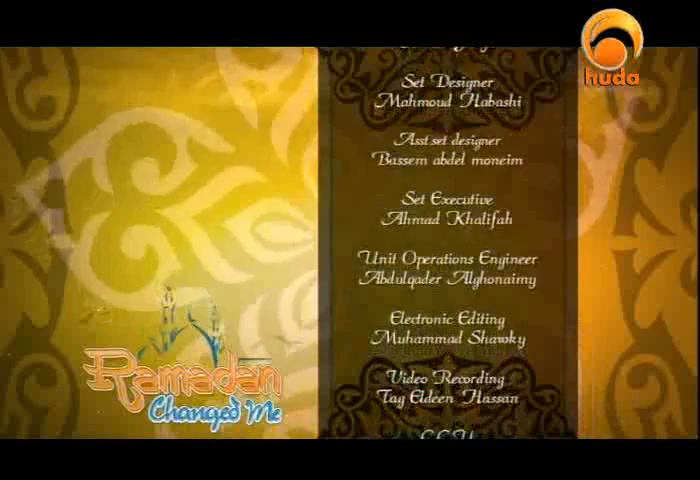 huda
Set Designer
Mahmoud Habashi
Asst.set designer
Bassem abdel moneim
Set Executive
Ahmad Khalifah
Unit Operations Engineer
Abdulqader Alghonaimy
Electronic Editing
Muhammad Shawky
Video Recording
Tag Eldeen Hassan
Ramadan
Changed Me